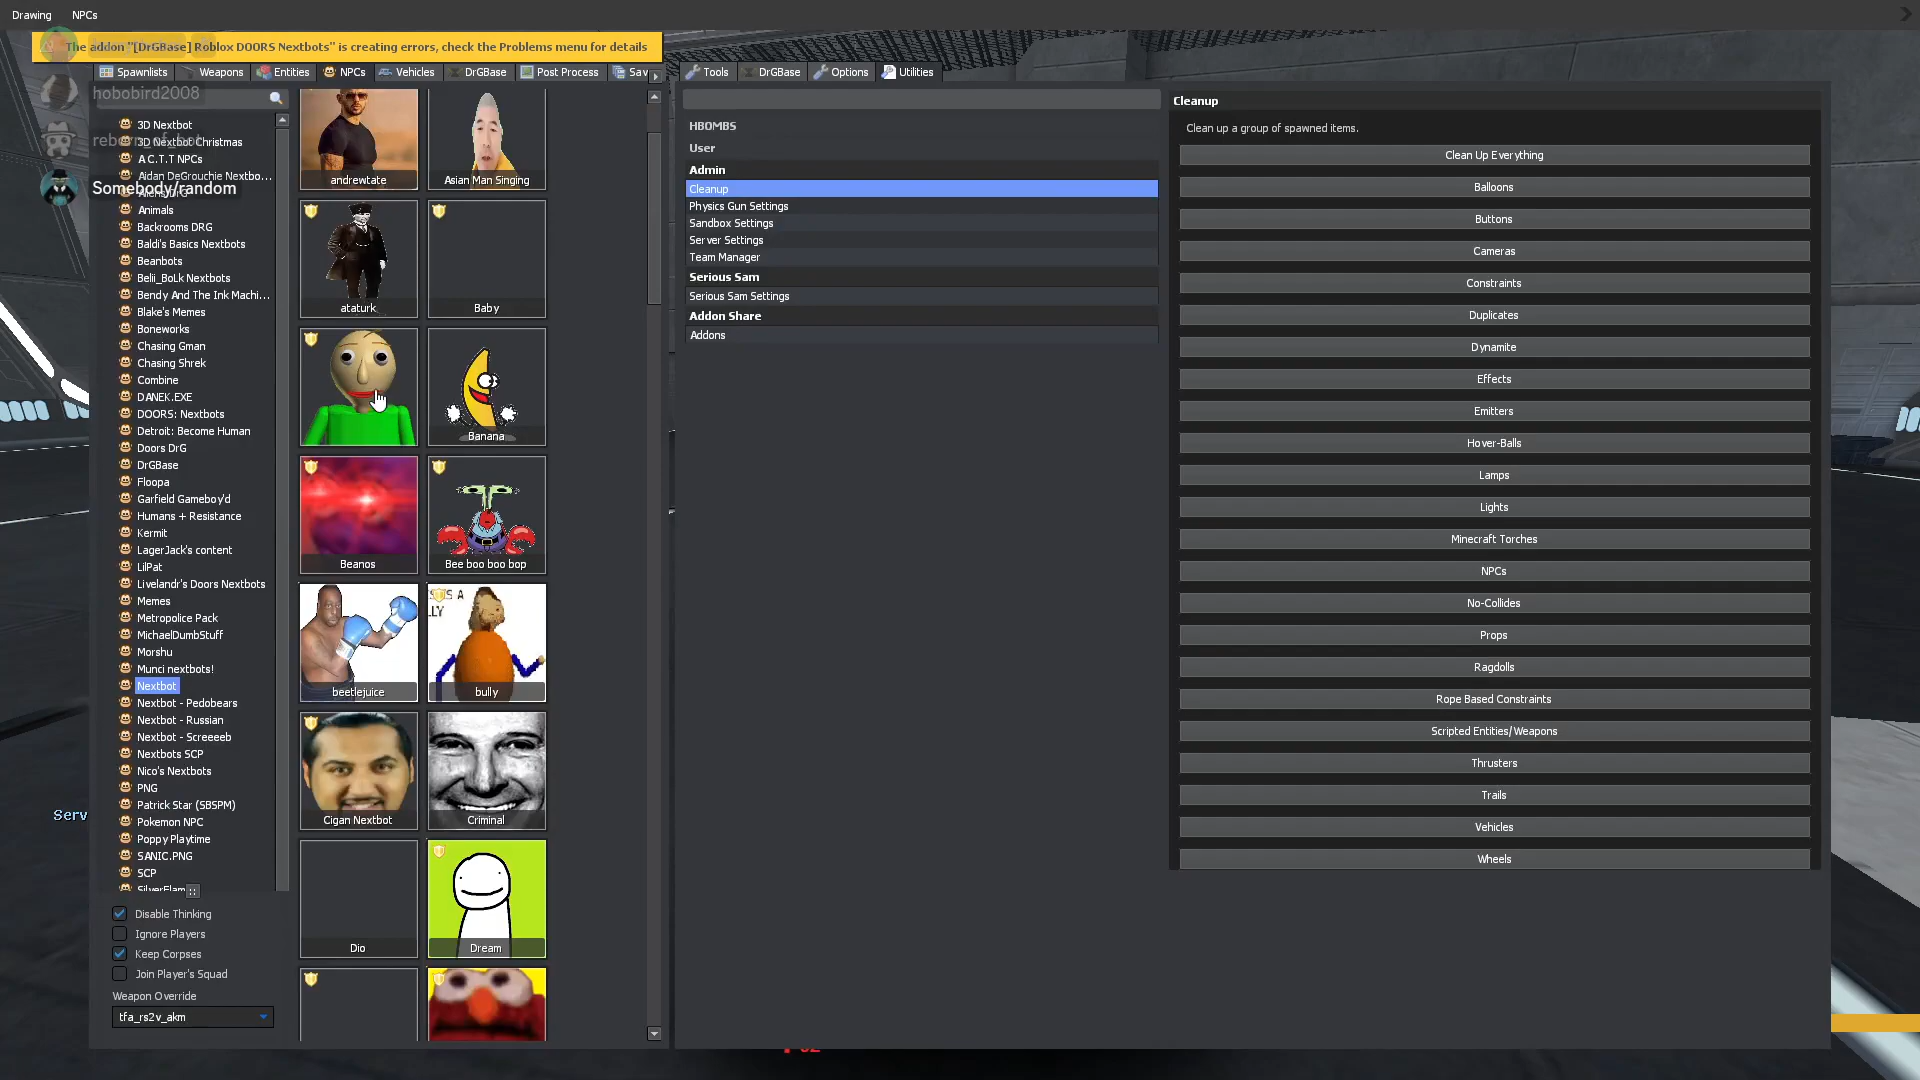 Drawing NPCs
The addon "[DrGBase] Roblox DOORS Nextbots" is creating errors, check the Problems menu for details
Spawnlists Weapons Entities NPCs Vehicles DrGBase Post Process Sav
hobobird2008
Somebody/random
3D Nextbot
3D Nextbot Christmas
A C.T.T NPCs
Aidan DeGrouchie Nextbo...
Animals
Backrooms DRG
Baldi's Basics Nextbots
Beanbots
Belii_BoLk Nextbots
Bendy And The Ink Machi...
Blake's Memes
Boneworks
Chasing Gman
Chasing Shrek
Combine
DANEK.EXE
DOORS: Nextbots
Detroit: Become Human
Doors DrG
DrGBase
Floopa
Garfield Gameboy'd
Humans + Resistance
Kermit
LagerJack's content
LilPat
Livelandr's Doors Nextbots
Memes
Metropolice Pack
MichaelDumbStuff
Morshu
Munci nextbots!
Nextbot
Nextbot - Pedobears
Nextbot - Russian
Nextbot - Screeeeb
Nextbots SCP
Nico's Nextbots
PNG
Patrick Star (SBSPM)
Pokemon NPC
Poppy Playtime
SANIC.PNG
SCP
Serv
Disable Thinking
Ignore Players
Keep Corpses
Join Player's Squad
Weapon Override
tfa_rs2v_akm
andrewtate
Asian Man Singing
ataturk
Baby
Banana
Beanos
Bee boo boo bop
beetlejuice
bully
Cigan Nextbot
Criminal
Dio
Dream
Tools DrGBase Options Utilities
HBOMBS
User
Admin
Cleanup
Physics Gun Settings
Sandbox Settings
Server Settings
Team Manager
Serious Sam
Serious Sam Settings
Addon Share
Addons
Cleanup
Clean up a group of spawned items.
Clean Up Everything
Balloons
Buttons
Cameras
Constraints
Duplicates
Dynamite
Effects
Emitters
Hover-Balls
Lamps
Lights
Minecraft Torches
NPCs
No-Collides
Props
Ragdolls
Rope Based Constraints
Scripted Entities/Weapons
Thrusters
Trails
Vehicles
Wheels